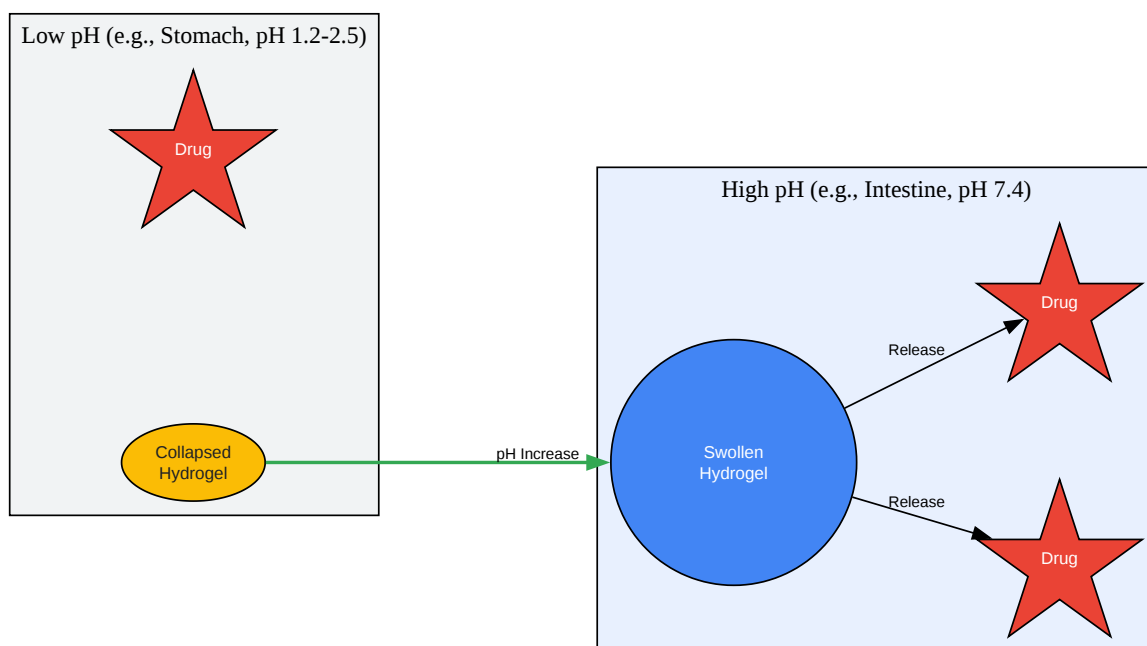 Low pH (e.g., Stomach, pH 1.2-2.5)
Drug
Collapsed
Hydrogel
pH Increase
High pH (e.g., Intestine, pH 7.4)
Swollen
Hydrogel
Release
Drug
Release
Drug